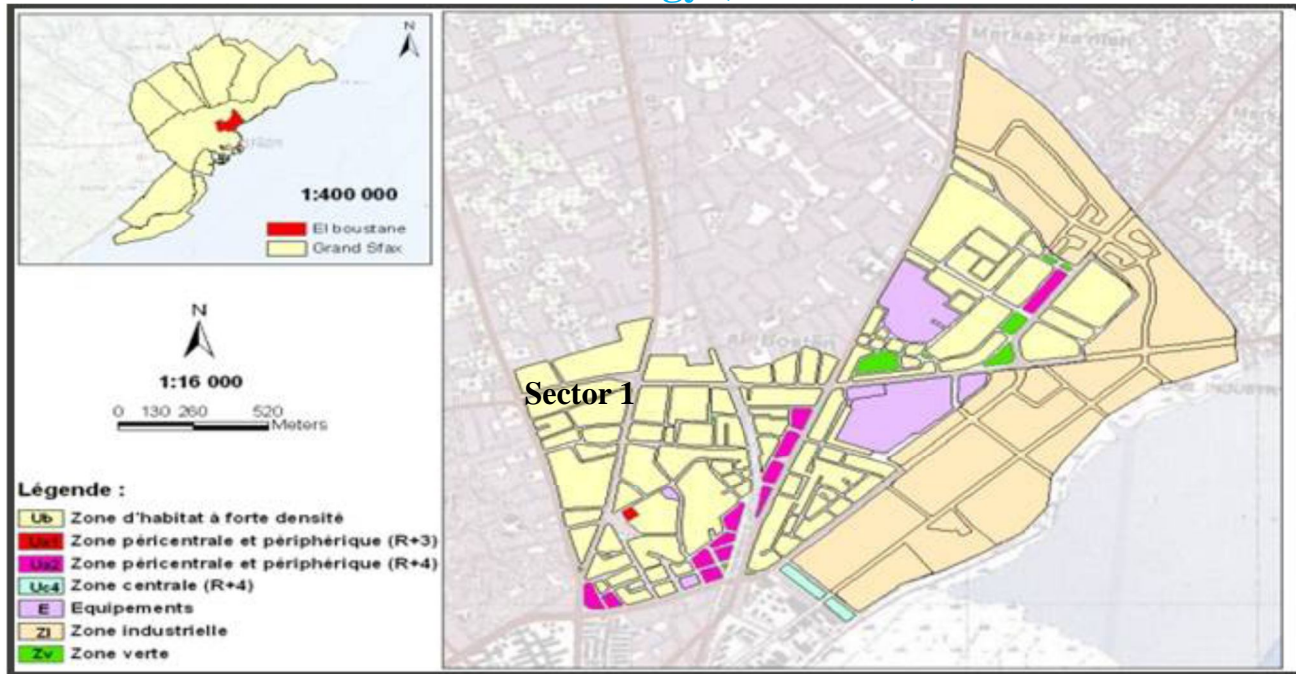 N
1:400 000
El boustane
Grand Sfax
N
1:16 000
0 130 260 520
Meters
Légende :
Ub Zone d'habitat à forte densité
Zone péricentrale et périphérique (R+3)
Ua2 Zone péricentrale et périphérique (R+4)
Uc4 Zone centrale (R+4)
E Equipements
ZI Zone industrielle
Zv Zone verte
Sector 1